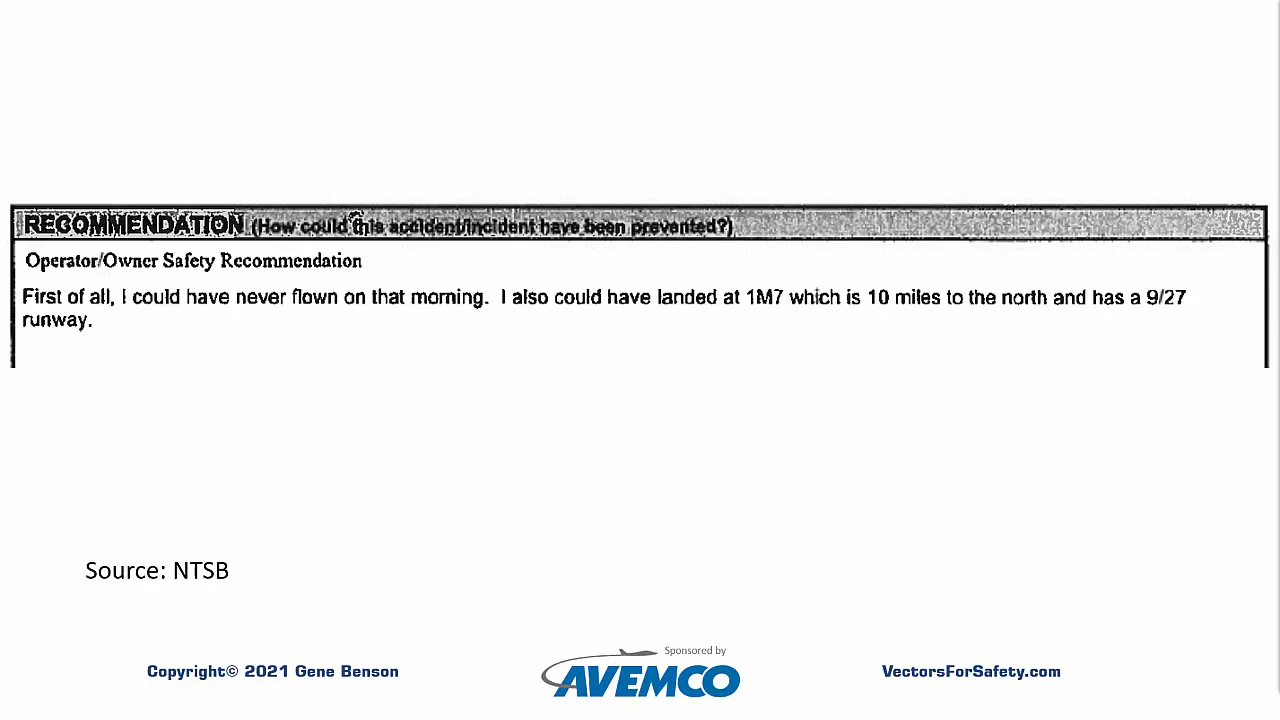 RECOMMENDATION (How could this accident/incident have been prevented?)
Operator/Owner Safety Recommendation
First of all, I could have never flown on that morning. I also could have landed at 1M7 which is 10 miles to the north and has a 9/27
runway.
Source: NTSB
Copyright© 2021 Gene Benson
Sponsored by
AVEMCO
VectorsForSafety.com